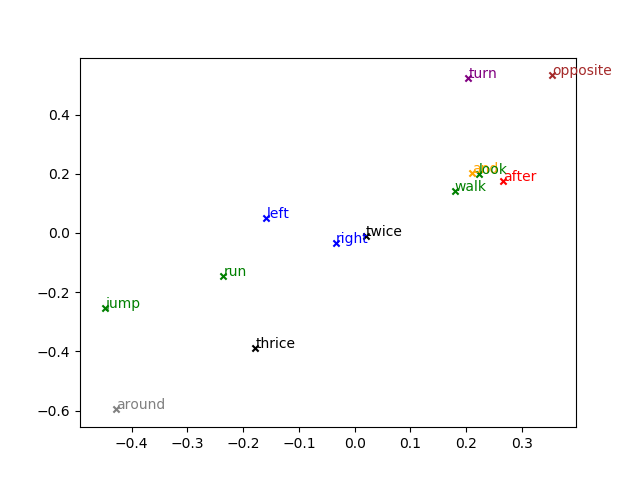 turn
opposite
0.4
and
look
0.2
after
walk
left
twice
0.0
right
run
−0.2
jump
thrice
−0.4
around
−0.6
−0.4
−0.3
−0.2
−0.1
0.0
0.1
0.2
0.3